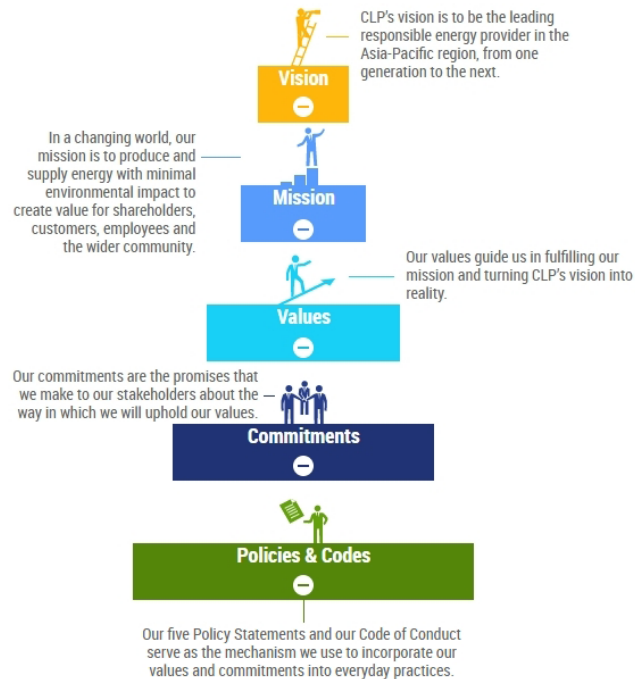 CLP's vision is to be the leading
responsible energy provider in the
Asia-Pacific region, from one
generation to the next.
Vision
In a changing world, our
mission is to produce and
supply energy with minimal
environmental impact to
create value for shareholders,
customers, employees and
the wider community.
Mission
Our values guide us in fulfilling our
mission and turning CLP's vision into
reality.
Values
Our commitments are the promises that
we make to our stakeholders about the
way in which we will uphold our values.
Commitments
Policies & Codes
Our five Policy Statements and our Code of Conduct
serve as the mechanism we use to incorporate our
values and commitments into everyday practices.